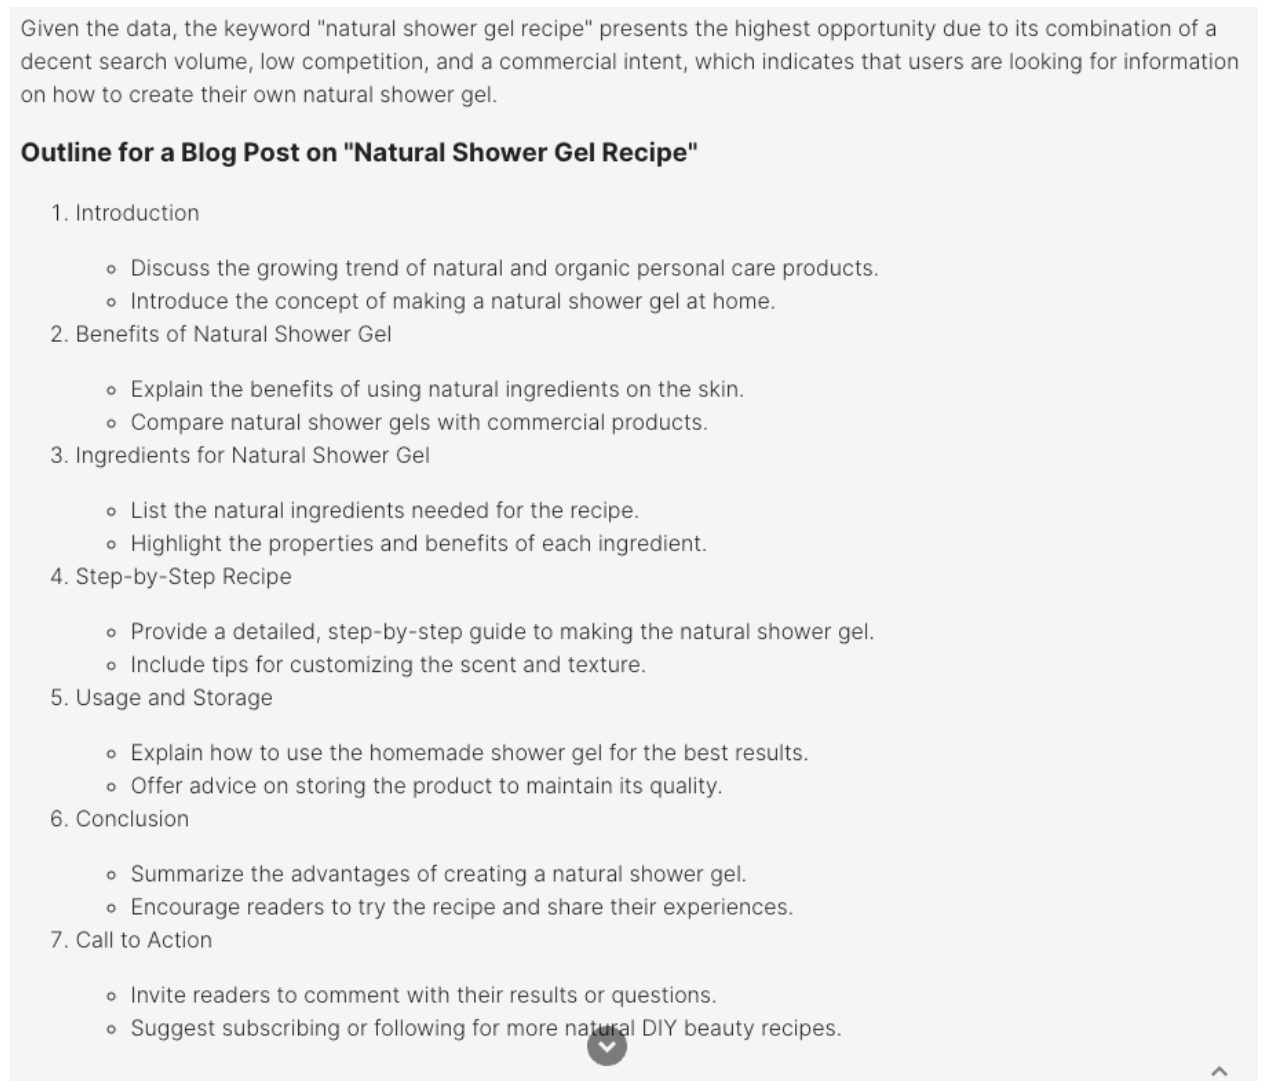 Given the data, the keyword "natural shower gel recipe" presents the highest opportunity due to its combination of a
decent search volume, low competition, and a commercial intent, which indicates that users are looking for information
on how to create their own natural shower gel.
Outline for a Blog Post on "Natural Shower Gel Recipe"
1. Introduction
Discuss the growing trend of natural and organic personal care products.
Introduce the concept of making a natural shower gel at home.
2. Benefits of Natural Shower Gel
Explain the benefits of using natural ingredients on the skin.
Compare natural shower gels with commercial products.
3. Ingredients for Natural Shower Gel
List the natural ingredients needed for the recipe.
Highlight the properties and benefits of each ingredient.
4. Step-by-Step Recipe
Provide a detailed, step-by-step guide to making the natural shower gel.
Include tips for customizing the scent and texture.
5. Usage and Storage
Explain how to use the homemade shower gel for the best results.
Offer advice on storing the product to maintain its quality.
6. Conclusion
Summarize the advantages of creating a natural shower gel.
Encourage readers to try the recipe and share their experiences.
7. Call to Action
Invite readers to comment with their results or questions.
Suggest subscribing or following for more natural DIY beauty recipes.